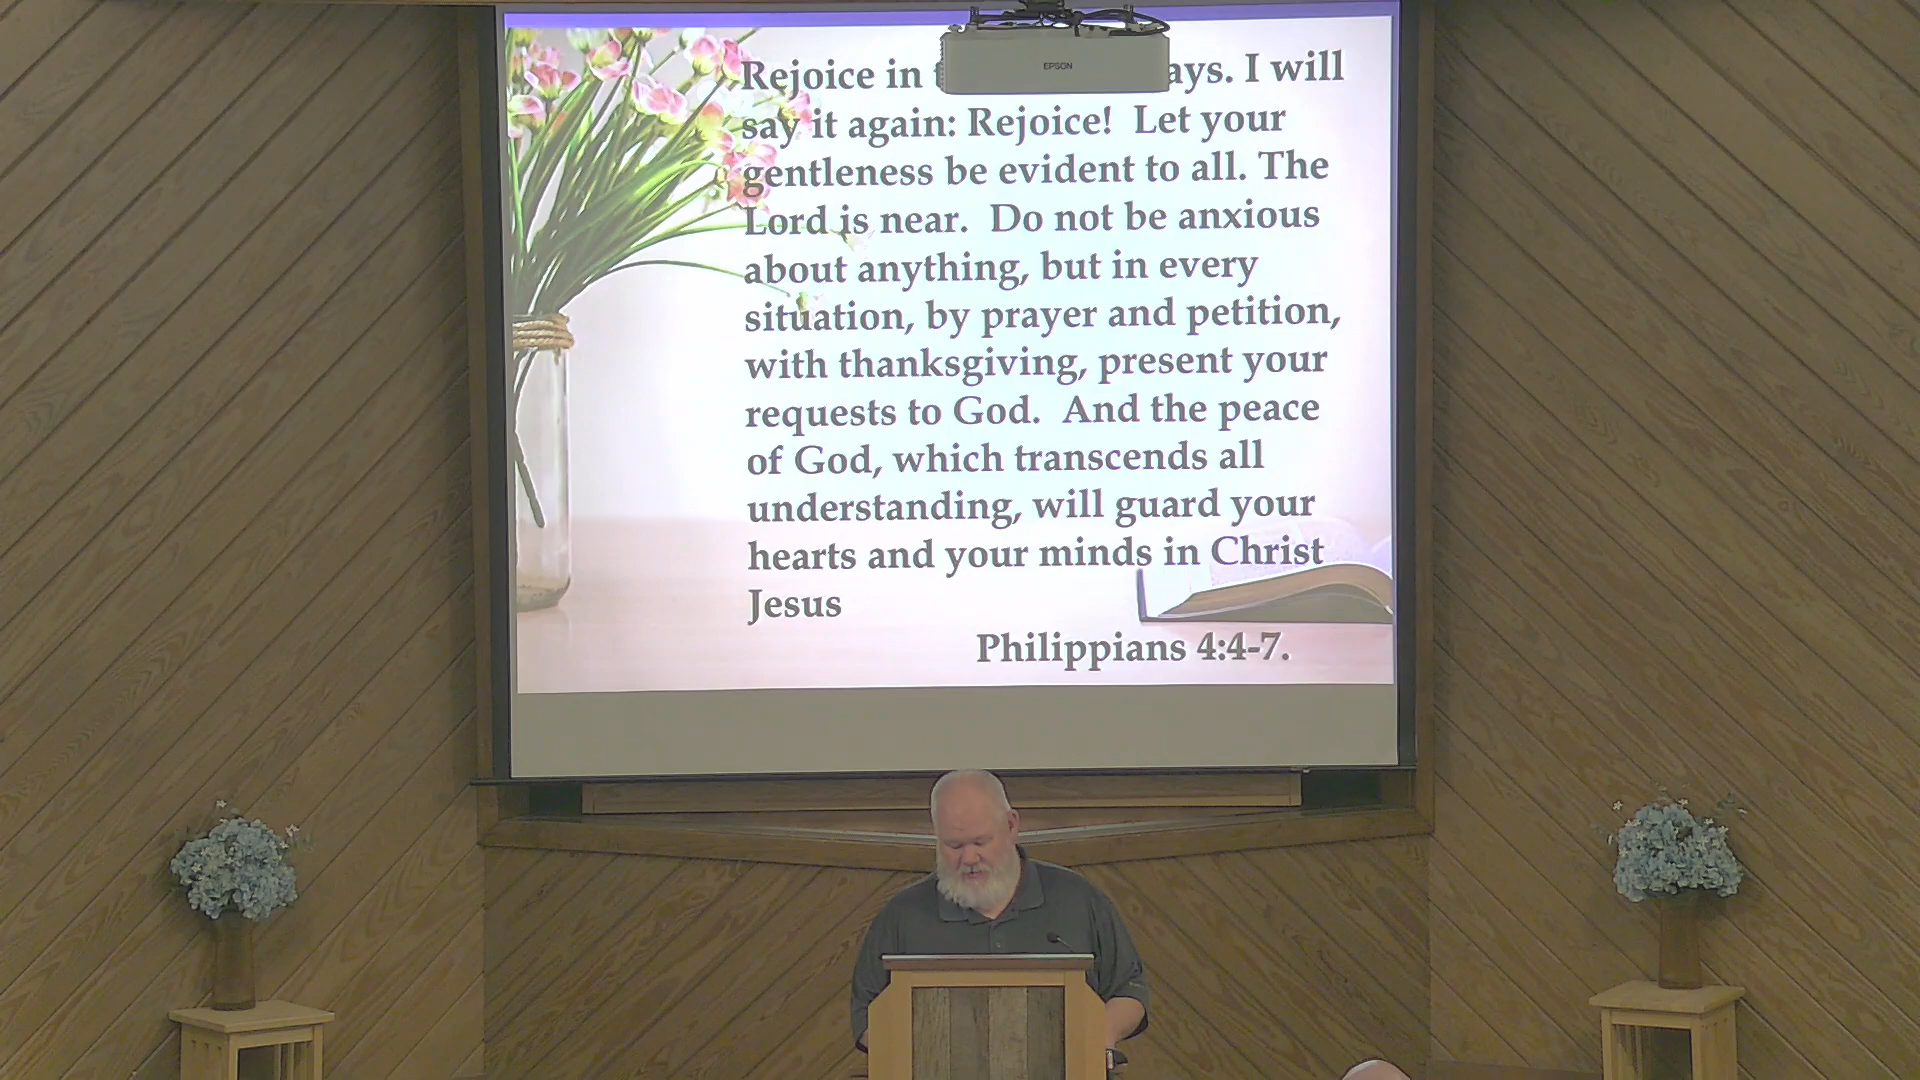 Rejoice in ays. I will
EPSON
say it again: Rejoice! Let your
gentleness be evident to all. The
Lord is near. Do not be anxious
about anything, but in every
situation, by prayer and petition,
with thanksgiving, present your
requests to God. And the peace
of God, which transcends all
understanding, will guard your
hearts and your minds in Christ
Jesus
Philippians 4:4-7.